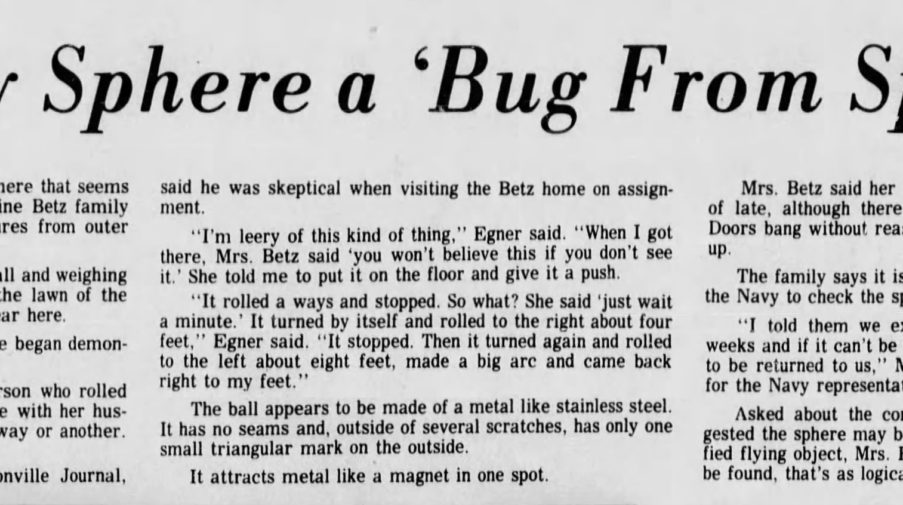 Sphere a 'Bug From
here that seems
ine Betz family
ures from outer
all and weighing
the lawn of the
ar here.
e began demon-
rson who rolled
e with her hus-
way or another.
onville Journal,
said he was skeptical when visiting the Betz home on assign-
ment.
"I'm leery of this kind of thing," Egner said. "When I got
there, Mrs. Betz said 'you won't believe this if you don't see
it.' She told me to put it on the floor and give it a push.
"It rolled a ways and stopped. So what? She said 'just wait
a minute.' It turned by itself and rolled to the right about four
feet," Egner said. "It stopped. Then it turned again and rolled
to the left about eight feet, made a big arc and came back
right to my feet."
The ball appears to be made of a metal like stainless steel.
It has no seams and, outside of several scratches, has only one
small triangular mark on the outside.
It attracts metal like a magnet in one spot.
Mrs. Betz said her
of late, although there
Doors bang without rea
up.
The family says it is
the Navy to check the sp
"I told them we ex
weeks and if it can't be
to be returned to us," M
for the Navy representat
Asked about the con
gested the sphere may b
fied flying object, Mrs. B
be found, that's as logica